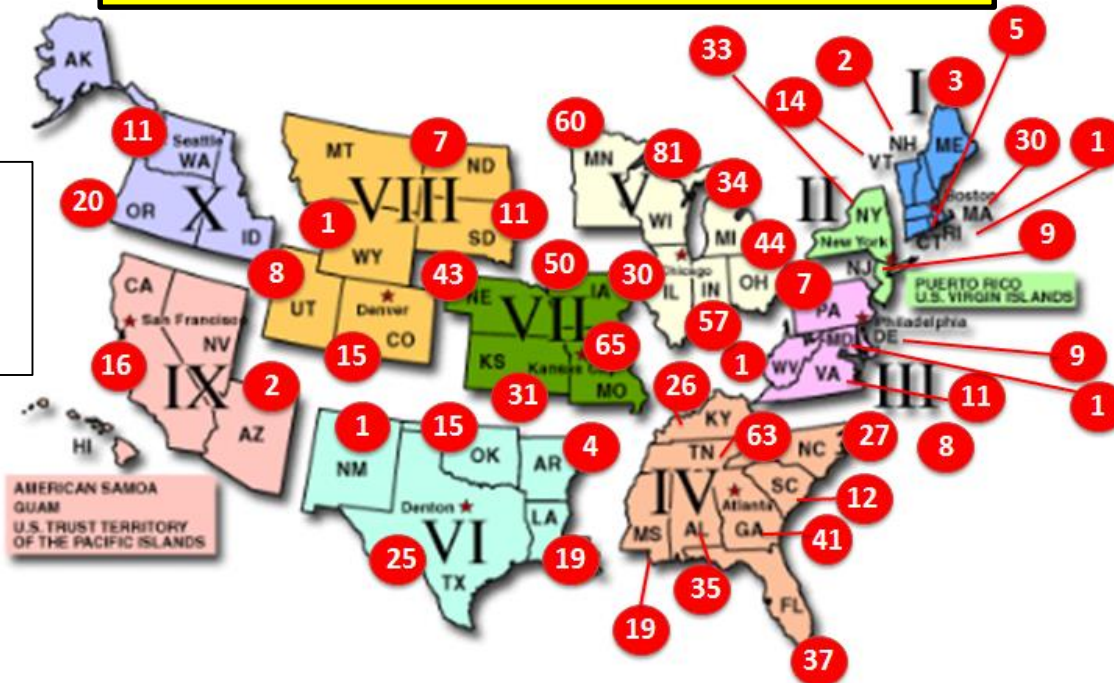 5
33
2
I
3
AK
14
60
NH
ME
30
1
11
Seattle
WA
MT
7
ND
MN
81
VT
Boston
MA
34
II
RI
CT
20
OR
X
VIII
11
V
WI
NY
ID
1
SD
MI
44
New York
9
WY
Chicago
NJ
8
43
50
30
7
PUERTO RICO
U.S. VIRGIN ISLANDS
CA
NE
IA
IL
IN
OH
PA
UT
Denver
VII
Philadelphia
San Francisco
CO
65
57
MD
DE
NV
KS
Kansas
WV
9
16
IX
15
1
VA
III
2
31
MO
26
11
1
AZ
1
15
KY
63
27
8
HI
NM
OK
4
TN
NC
AR
SC
AMERICAN SAMOA
GUAM
U.S. TRUST TERRITORY
OF THE PACIFIC ISLANDS
Denton
LA
IV
Atlanta
12
VI
MS
AL
GA
41
25
19
TX
35
FL
19
37